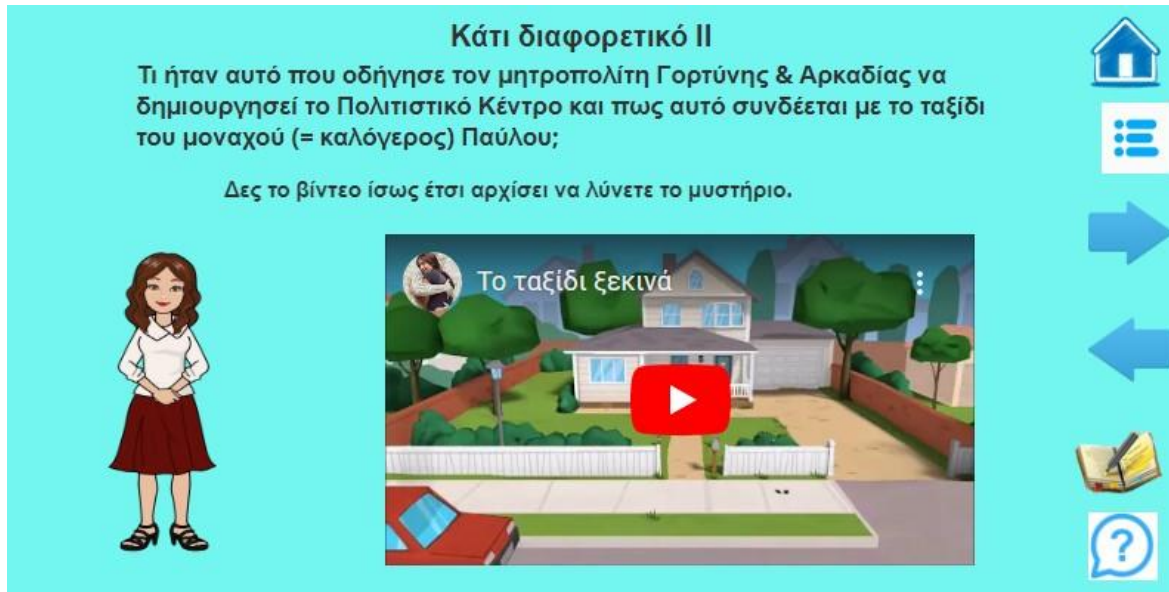 Κάτι διαφορετικό ΙΙ
Τι ήταν αυτό που οδήγησε τον μητροπολίτη Γορτύνης & Αρκαδίας να
δημιουργησεί το Πολιτιστικό Κέντρο και πως αυτό συνδέεται με το ταξίδι
του μοναχού (= καλόγερος) Παύλου;
Δες το βίντεο ίσως έτσι αρχίσει να λύνετε το μυστήριο.
Το ταξίδι ξεκινά
?